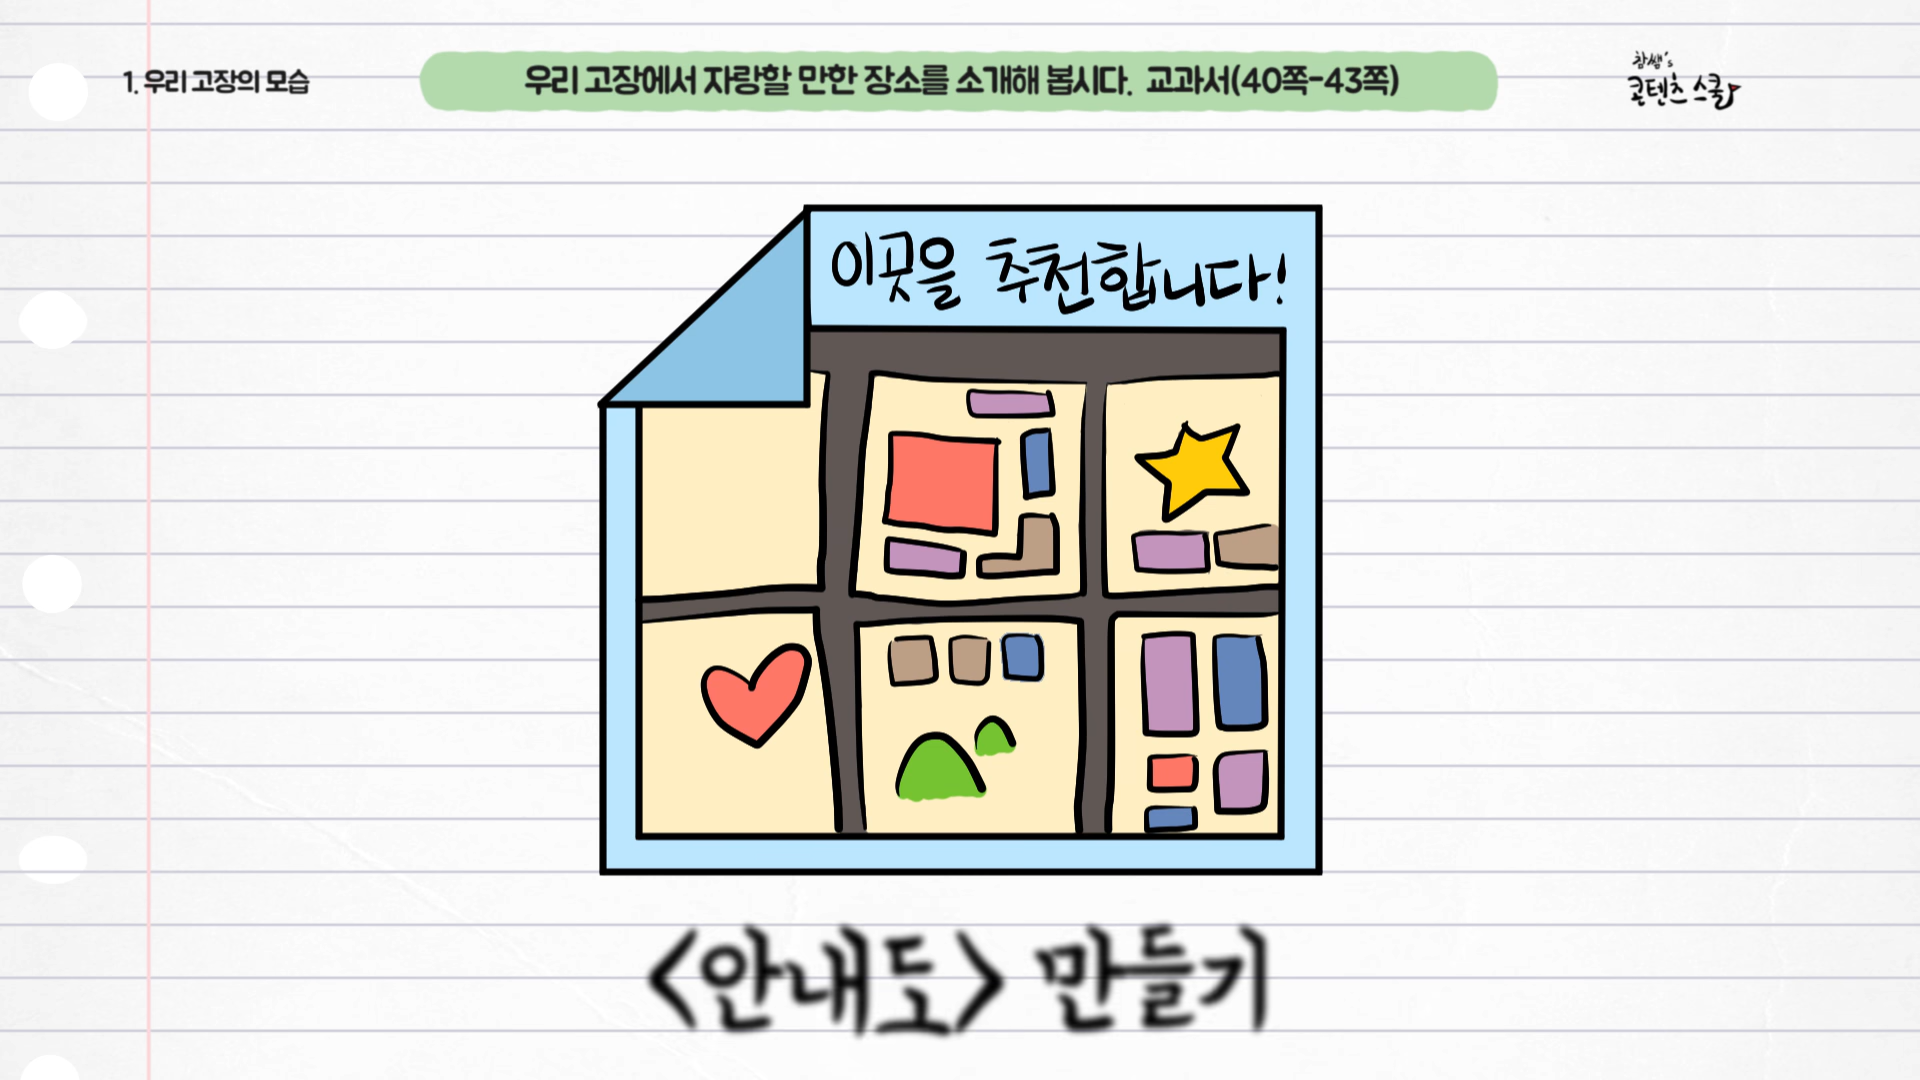 1. 우리 고장의 모습
우리 고장에서 자랑할 만한 장소를 소개해 봅시다. 교과서(40쪽-43쪽)
참쌤's
콘텐츠 스쿨
이곳을 추천합니다!
<안내도> 만들기